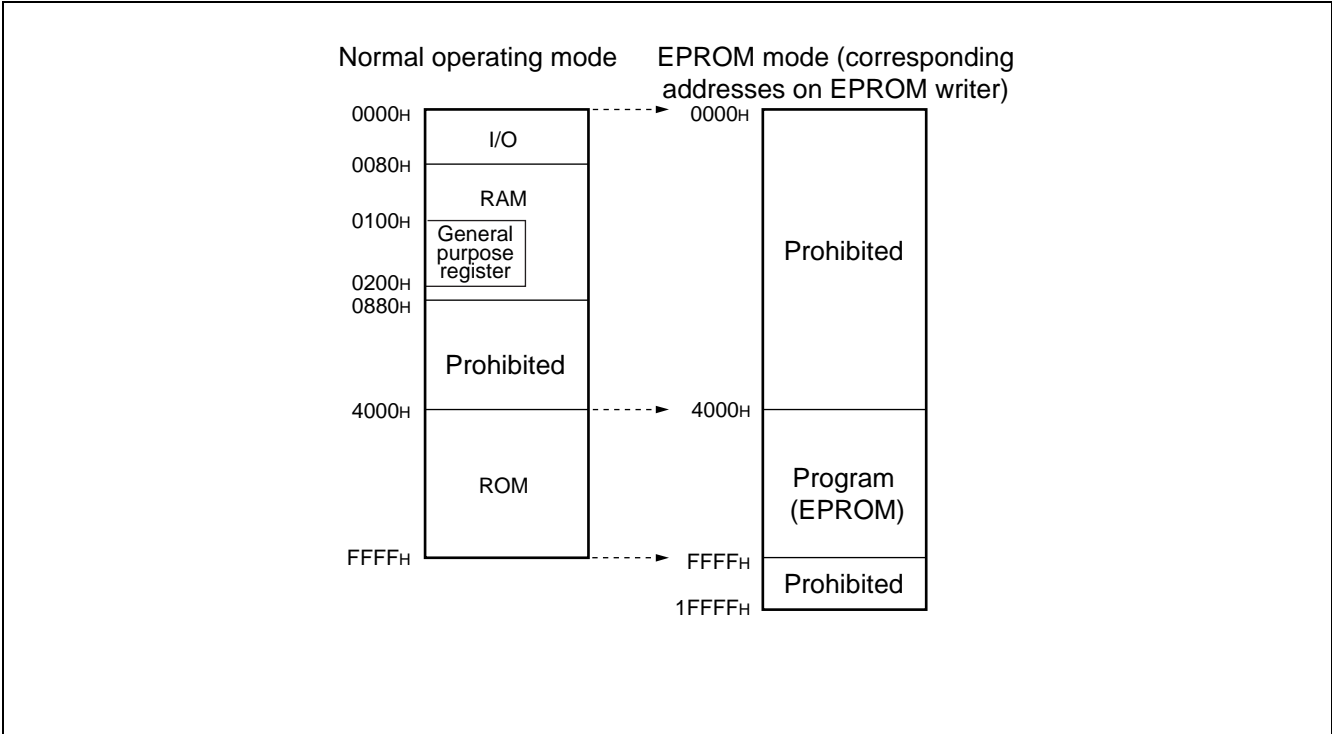 Normal operating mode
0000H
I/O
0080H
RAM
0100H
General
purpose
register
0200H
0880H
Prohibited
4000H
ROM
FFFFH
EPROM mode (corresponding
addresses on EPROM writer)
0000H
Prohibited
4000H
Program
(EPROM)
FFFFH
Prohibited
1FFFFH